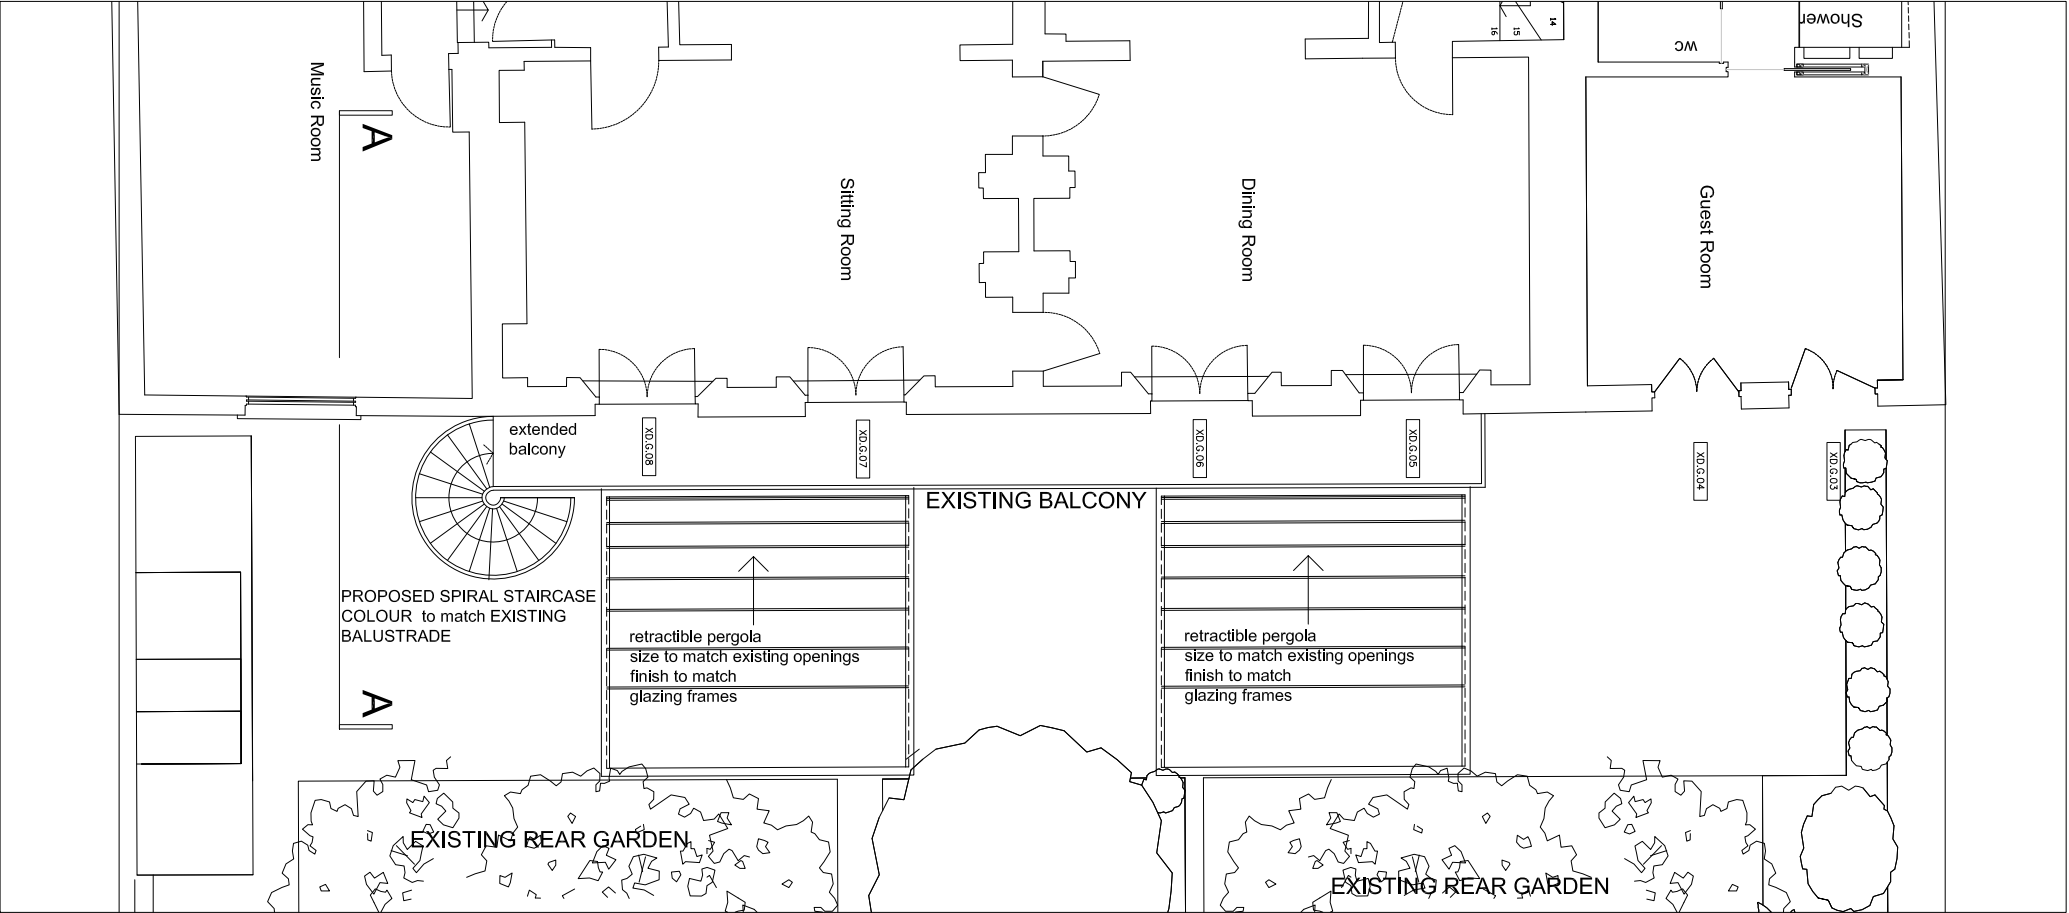 Shower
WC
14
15
16
Music Room
A
Sitting Room
Dining Room
Guest Room
extended
balcony
XD.G.08
XD.G.07
XD.G.06
XD.G.05
XD.G.04
XD.G.03
EXISTING BALCONY
PROPOSED SPIRAL STAIRCASE
COLOUR to match EXISTING
BALUSTRADE
retractible pergola
size to match existing openings
finish to match
glazing frames
retractible pergola
size to match existing openings
finish to match
glazing frames
A
EXISTING REAR GARDEN
EXISTING REAR GARDEN